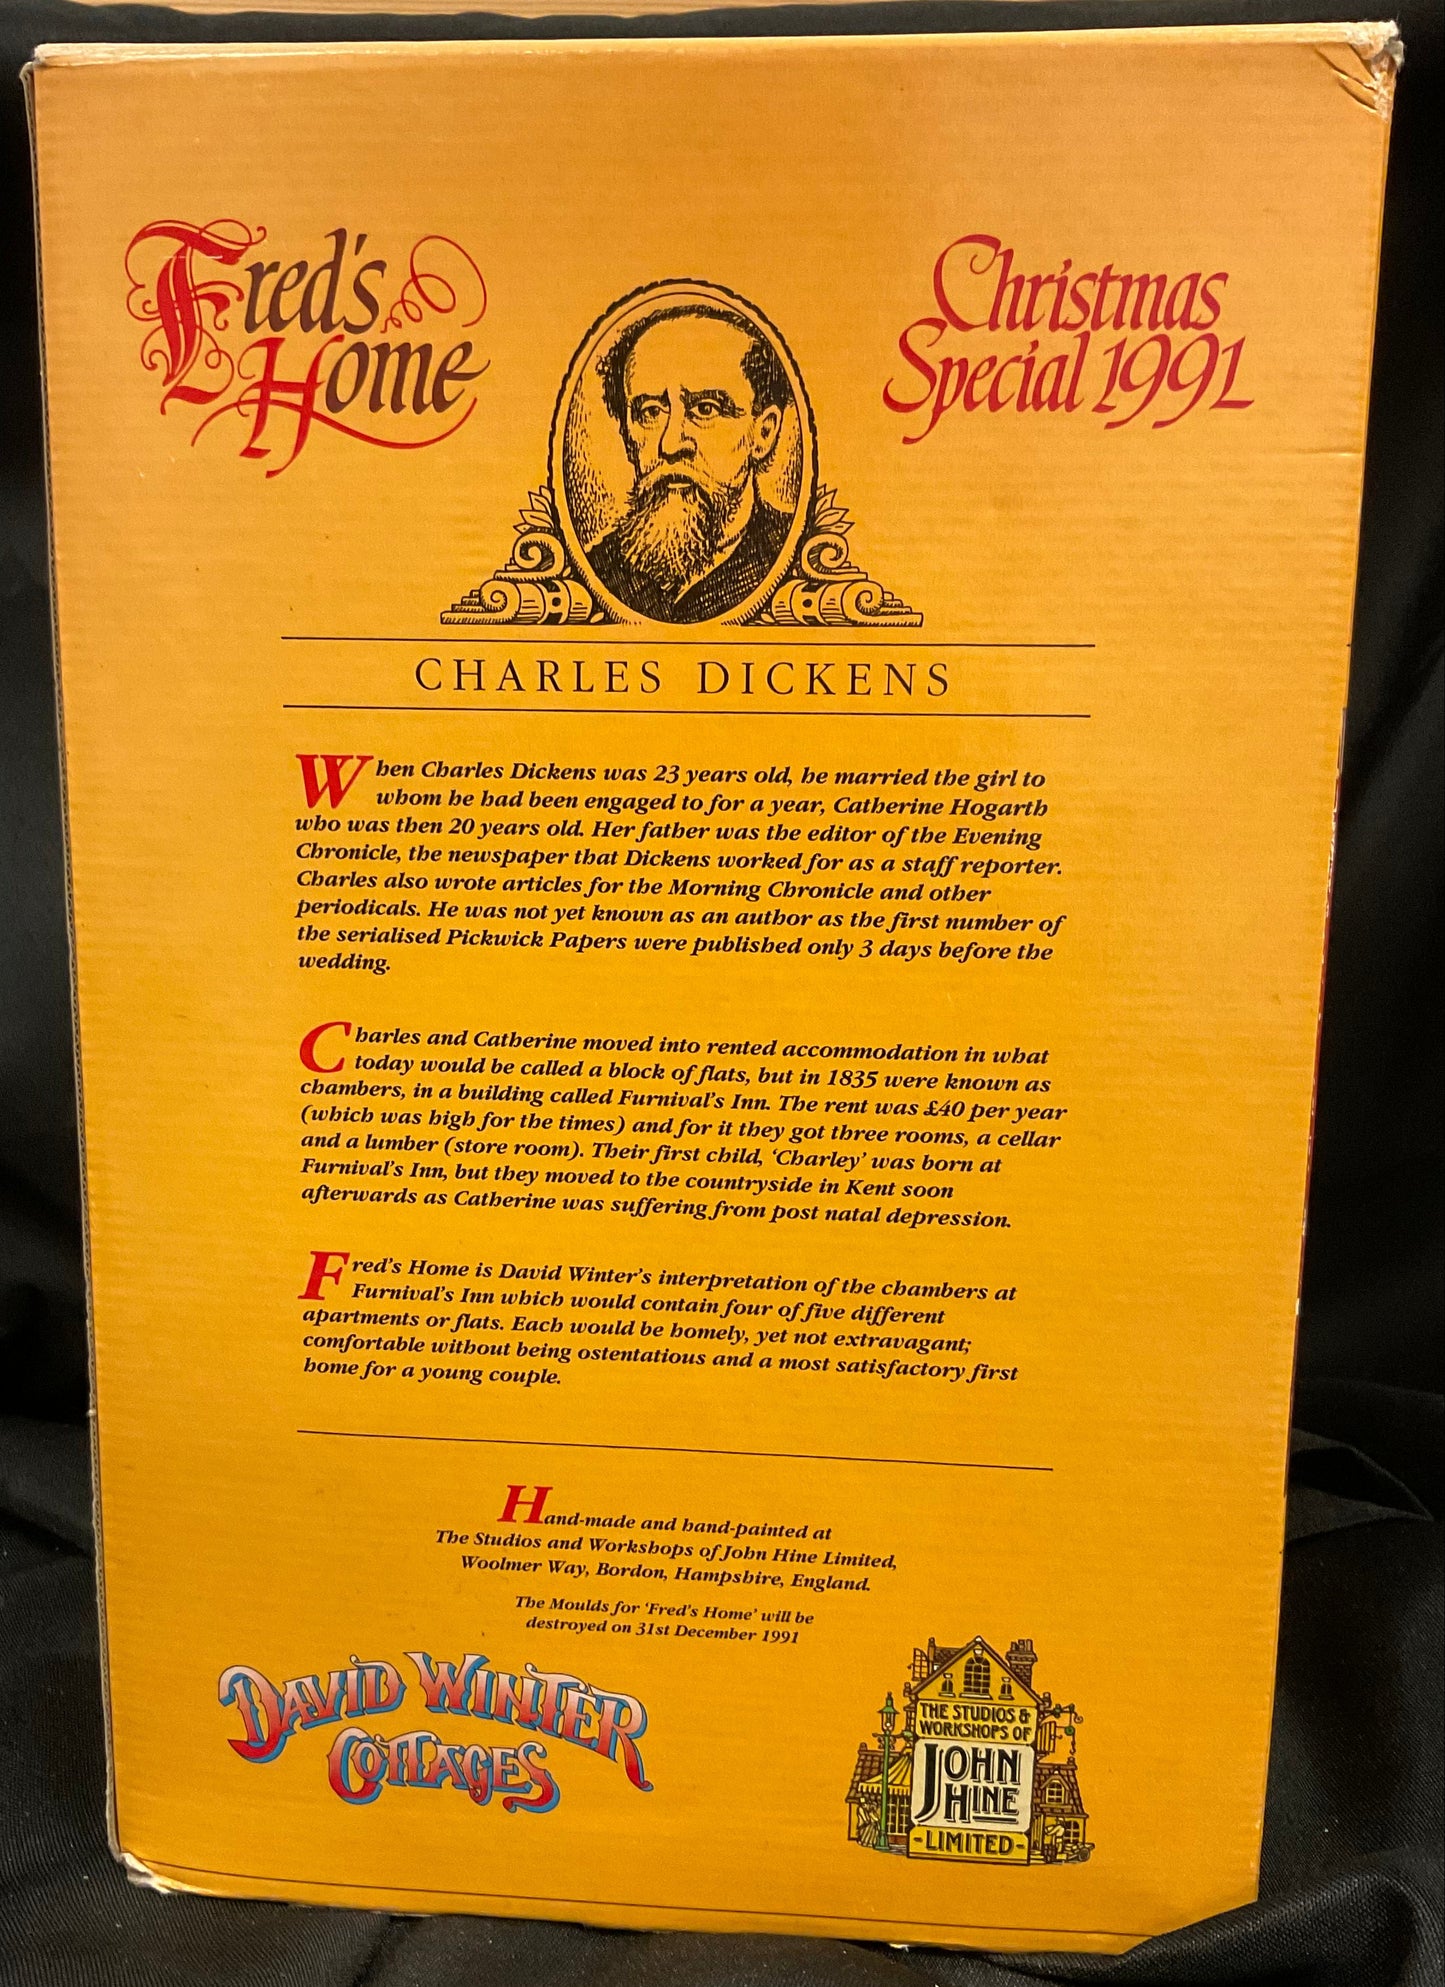 Fred's
Home
Christmas
Special 1991
CHARLES DICKENS
When Charles Dickens was 23 years old, he married the girl to
whom he had been engaged to for a year, Catherine Hogarth
who was then 20 years old. Her father was the editor of the Evening
Chronicle, the newspaper that Dickens worked for as a staff reporter.
Charles also wrote articles for the Morning Chronicle and other
periodicals. He was not yet known as an author as the first number of
the serialised Pickwick Papers were published only 3 days before the
wedding.
Charles and Catherine moved into rented accommodation in what
today would be called a block of flats, but in 1835 were known as
chambers, in a building called Furnival's Inn. The rent was £40 per year
(which was high for the times) and for it they got three rooms, a cellar
and a lumber (store room). Their first child, 'Charley' was born at
Furnival's Inn, but they moved to the countryside in Kent soon
afterwards as Catherine was suffering from post natal depression.
Fred's Home is David Winter's interpretation of the chambers at
Furnival's Inn which would contain four of five different
apartments or flats. Each would be homely, yet not extravagant;
comfortable without being ostentatious and a most satisfactory first
home for a young couple.
Hand-made and hand-painted at
The Studios and Workshops of John Hine Limited,
Woolmer Way, Bordon, Hampshire, England.
The Moulds for 'Fred's Home' will be
destroyed on 31st December 1991
DAVID WINTER
COTTAGES
THE STUDIOS &
WORKSHOPS OF
JOHN
HINE
-LIMITED-